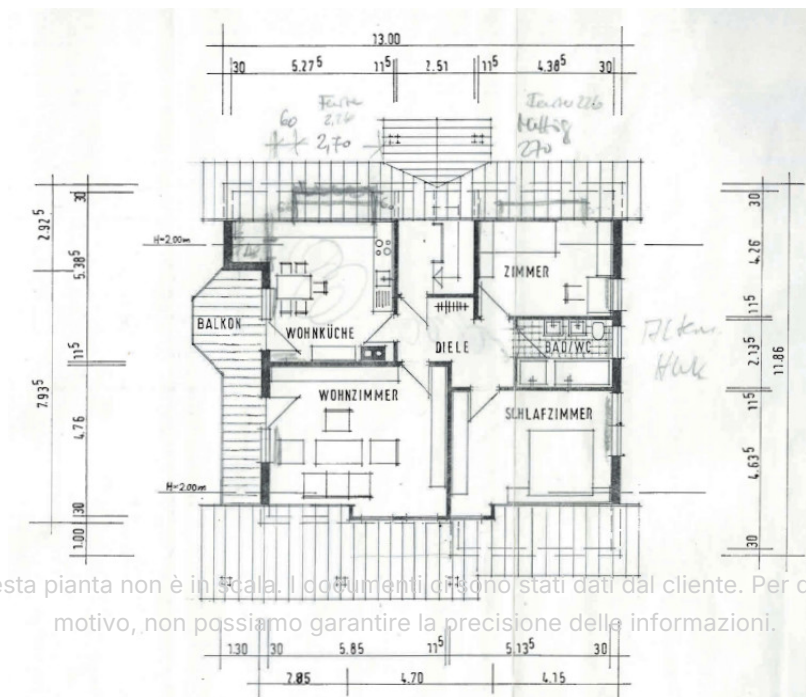 13.00
30 5.27⁵ 11⁵ 2.51 11⁵ 4.38⁵ 30
60 2,70
270
30
2.92⁵
5.38⁵
11⁵
7.93⁵
4.76
30
1.00
H=2.00m
ZIMMER
BALKON
WOHNKÜCHE
DIELE
BAD/WC
WOHNZIMMER
SCHLAFZIMMER
H=2.00m
30
4.26
11⁵
2.13⁵
11.86
11⁵
4.63⁵
30
esta pianta non è in scala. I documenti ci sono stati dati dal cliente. Per q
motivo, non possiamo garantire la precisione delle informazioni.
1.30 30 5.85 11⁵ 5.13⁵ 30
2.85 4.70 4.15